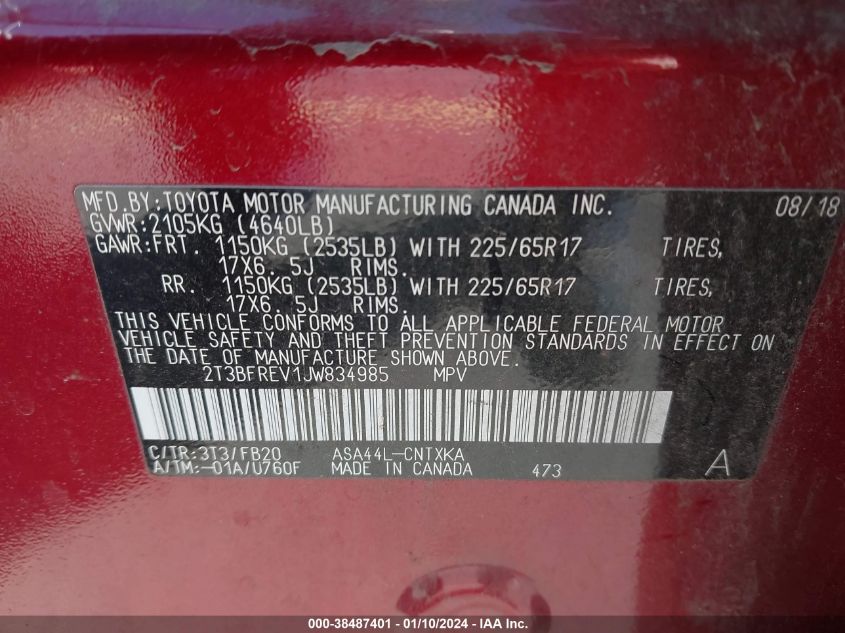 MFD.BY:TOYOTA MOTOR MANUFACTURING CANADA INC. 08/18
GVWR:2105KG (4640LB)
GAWR:FRT. 1150KG (2535LB) WITH 225/65R17 TIRES,
17X6. 5J RIMS.
RR. 1150KG (2535LB) WITH 225/65R17 TIRES,
17X6. 5J RIMS.
THIS VEHICLE CONFORMS TO ALL APPLICABLE FEDERAL MOTOR
VEHICLE SAFETY AND THEFT PREVENTION STANDARDS IN EFFECT ON
THE DATE OF MANUFACTURE SHOWN ABOVE.
2T3BFREV1JW834985 MPV
C/TR:3T3/FB20 ASA44L-CNTXKA
A/TM:-01A/U760F MADE IN CANADA 473 A
000-38487401 - 01/10/2024 - IAA Inc.